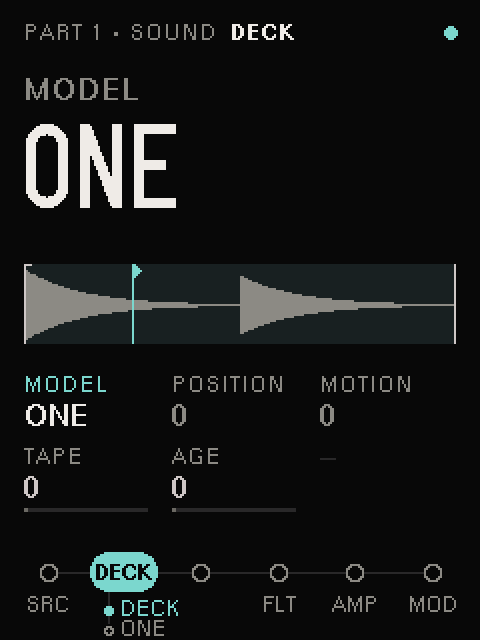 PART 1 · SOUND DECK
MODEL
ONE
MODEL POSITION MOTION
ONE 0 0
TAPE AGE —
0 0
DECK
SRC DECK FLT AMP MOD
ONE